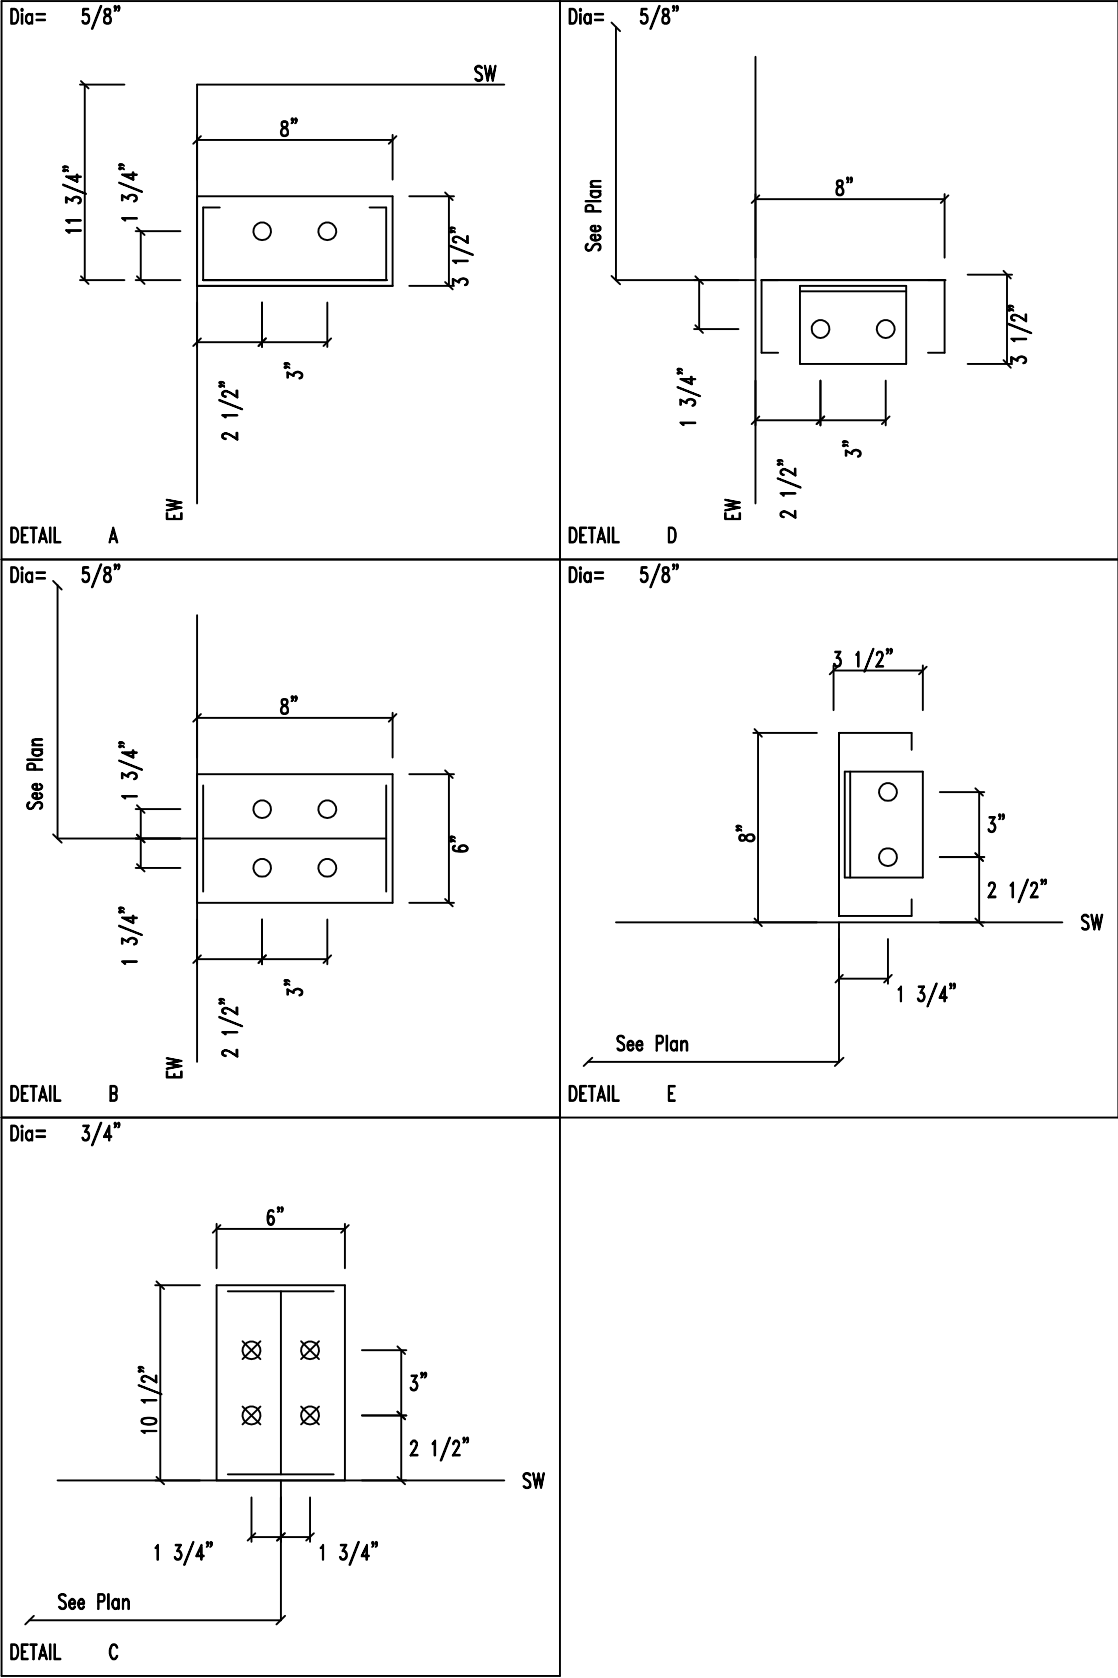 Dia= 5/8"
SW
8"
11 3/4"
1 3/4"
3 1/2"
3"
2 1/2"
EW
DETAIL A
Dia= 5/8"
See Plan
8"
3 1/2"
1 3/4"
3"
2 1/2"
EW
DETAIL D
Dia= 5/8"
8"
See Plan
1 3/4"
6"
1 3/4"
3"
2 1/2"
EW
DETAIL B
Dia= 5/8"
3 1/2"
8"
3"
2 1/2"
SW
1 3/4"
See Plan
DETAIL E
Dia= 3/4"
6"
10 1/2"
3"
2 1/2"
SW
1 3/4" 1 3/4"
See Plan
DETAIL C